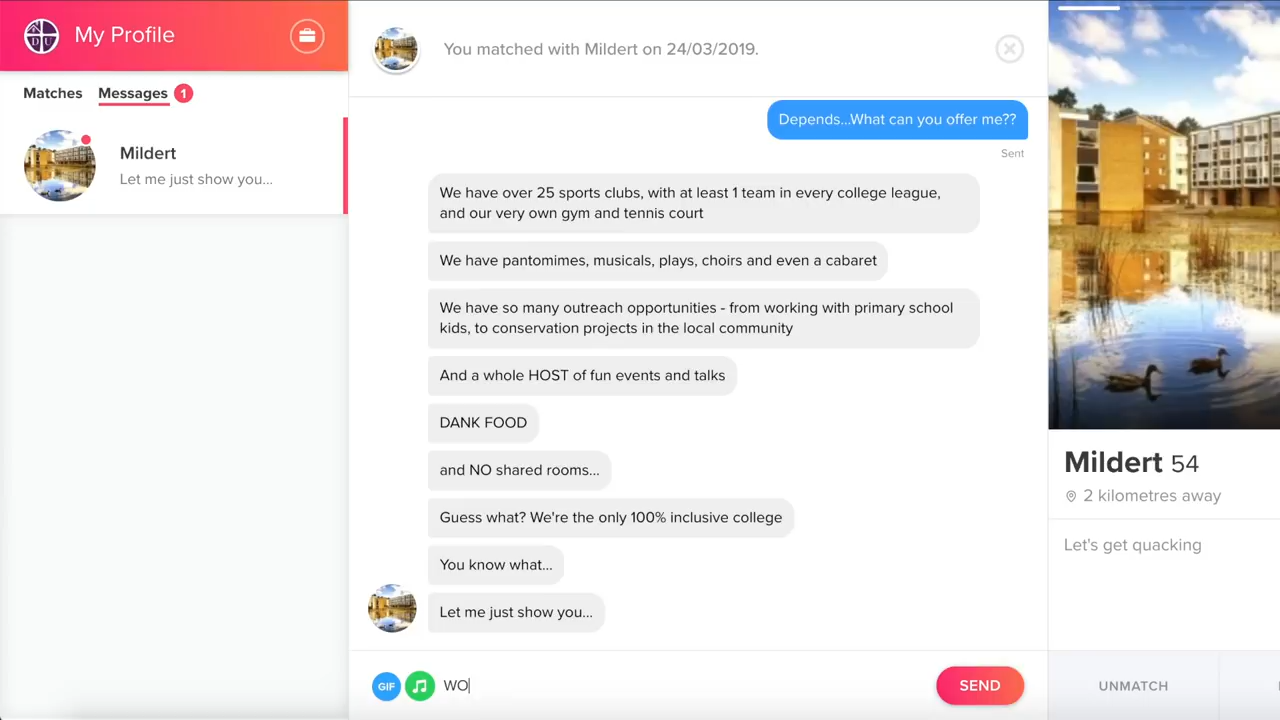 My Profile
Matches
Messages
1
Mildert
Let me just show you...
You matched with Mildert on 24/03/2019.
Depends...What can you offer me??
Sent
We have over 25 sports clubs, with at least 1 team in every college league,
and our very own gym and tennis court
We have pantomimes, musicals, plays, choirs and even a cabaret
We have so many outreach opportunities - from working with primary school
kids, to conservation projects in the local community
And a whole HOST of fun events and talks
DANK FOOD
and NO shared rooms...
Guess what? We're the only 100% inclusive college
You know what...
Let me just show you...
GIF
WO
SEND
Mildert 54
2 kilometres away
Let's get quacking
UNMATCH